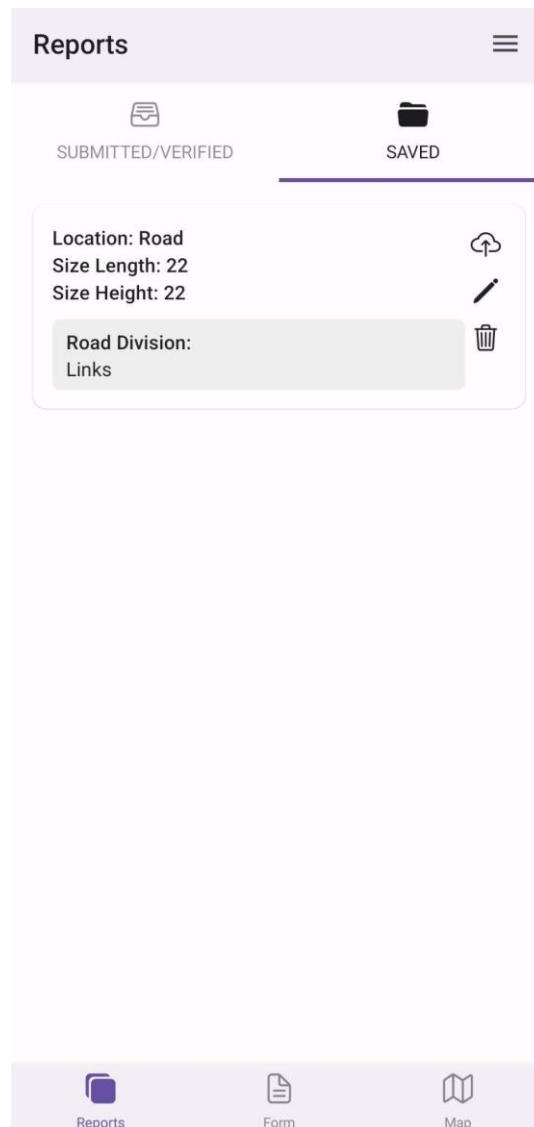 Reports
SUBMITTED/VERIFIED
SAVED
Location: Road
Size Length: 22
Size Height: 22
Road Division:
Links
Reports
Form
Map